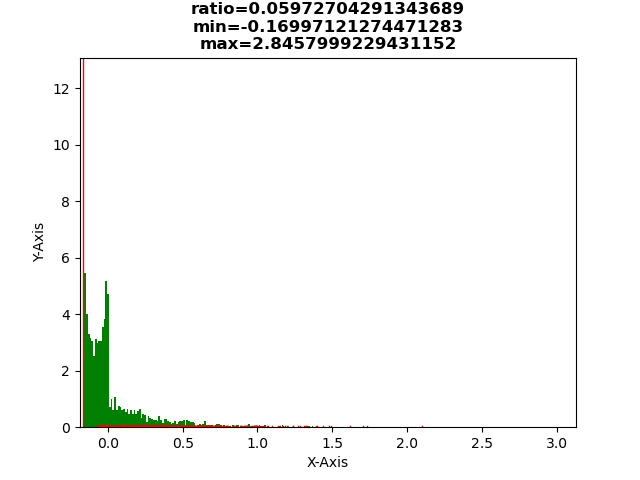 ratio=0.05972704291343689
min=-0.16997121274471283
max=2.8457999229431152
12
10
8
6
4
2
0
Y-Axis
0.0 0.5 1.0 1.5 2.0 2.5 3.0
X-Axis